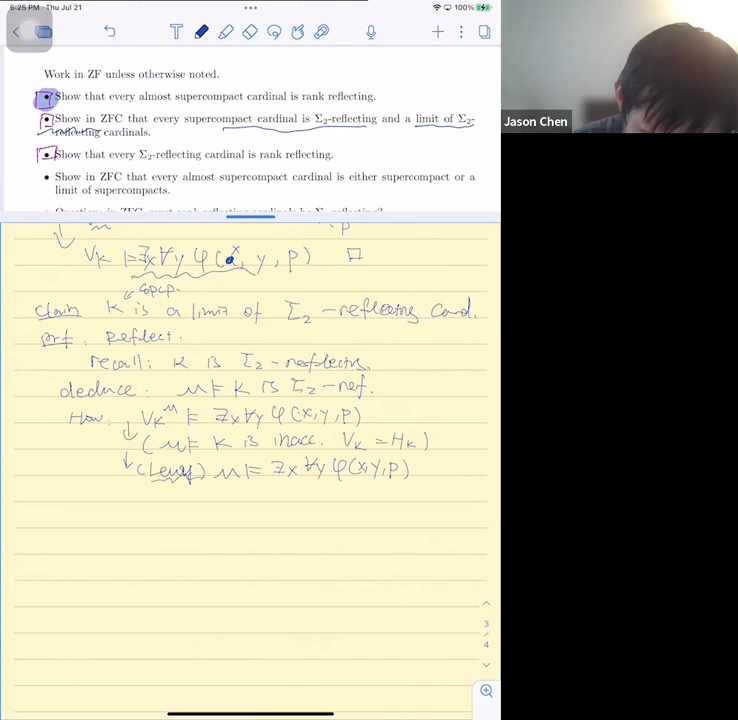 6:25 PM Thu Jul 21
100%
Work in ZF unless otherwise noted.
• Show that every almost supercompact cardinal is rank reflecting.
• Show in ZFC that every supercompact cardinal is Σ₂-reflecting and a limit of Σ₂-
reflecting cardinals.
• Show that every Σ₂-reflecting cardinal is rank reflecting.
• Show in ZFC that every almost supercompact cardinal is either supercompact or a
limit of supercompacts.
Vκ ⊨ ∃x∀y φ(x, y, p) □
spcp.
Claim κ is a limit of Σ₂-reflecting Card.
prf. Reflect.
recall: κ is Σ₂-reflecting.
deduce: M ⊨ κ is Σ₂-ref.
How: Vκ^M ⊨ ∃x∀y φ(x,y,p)
↓ (M ⊨ κ is inacc. Vκ = Hκ)
↓ (Levy) M ⊨ ∃x ∀y φ(x,y,p)
3
/
4
Jason Chen